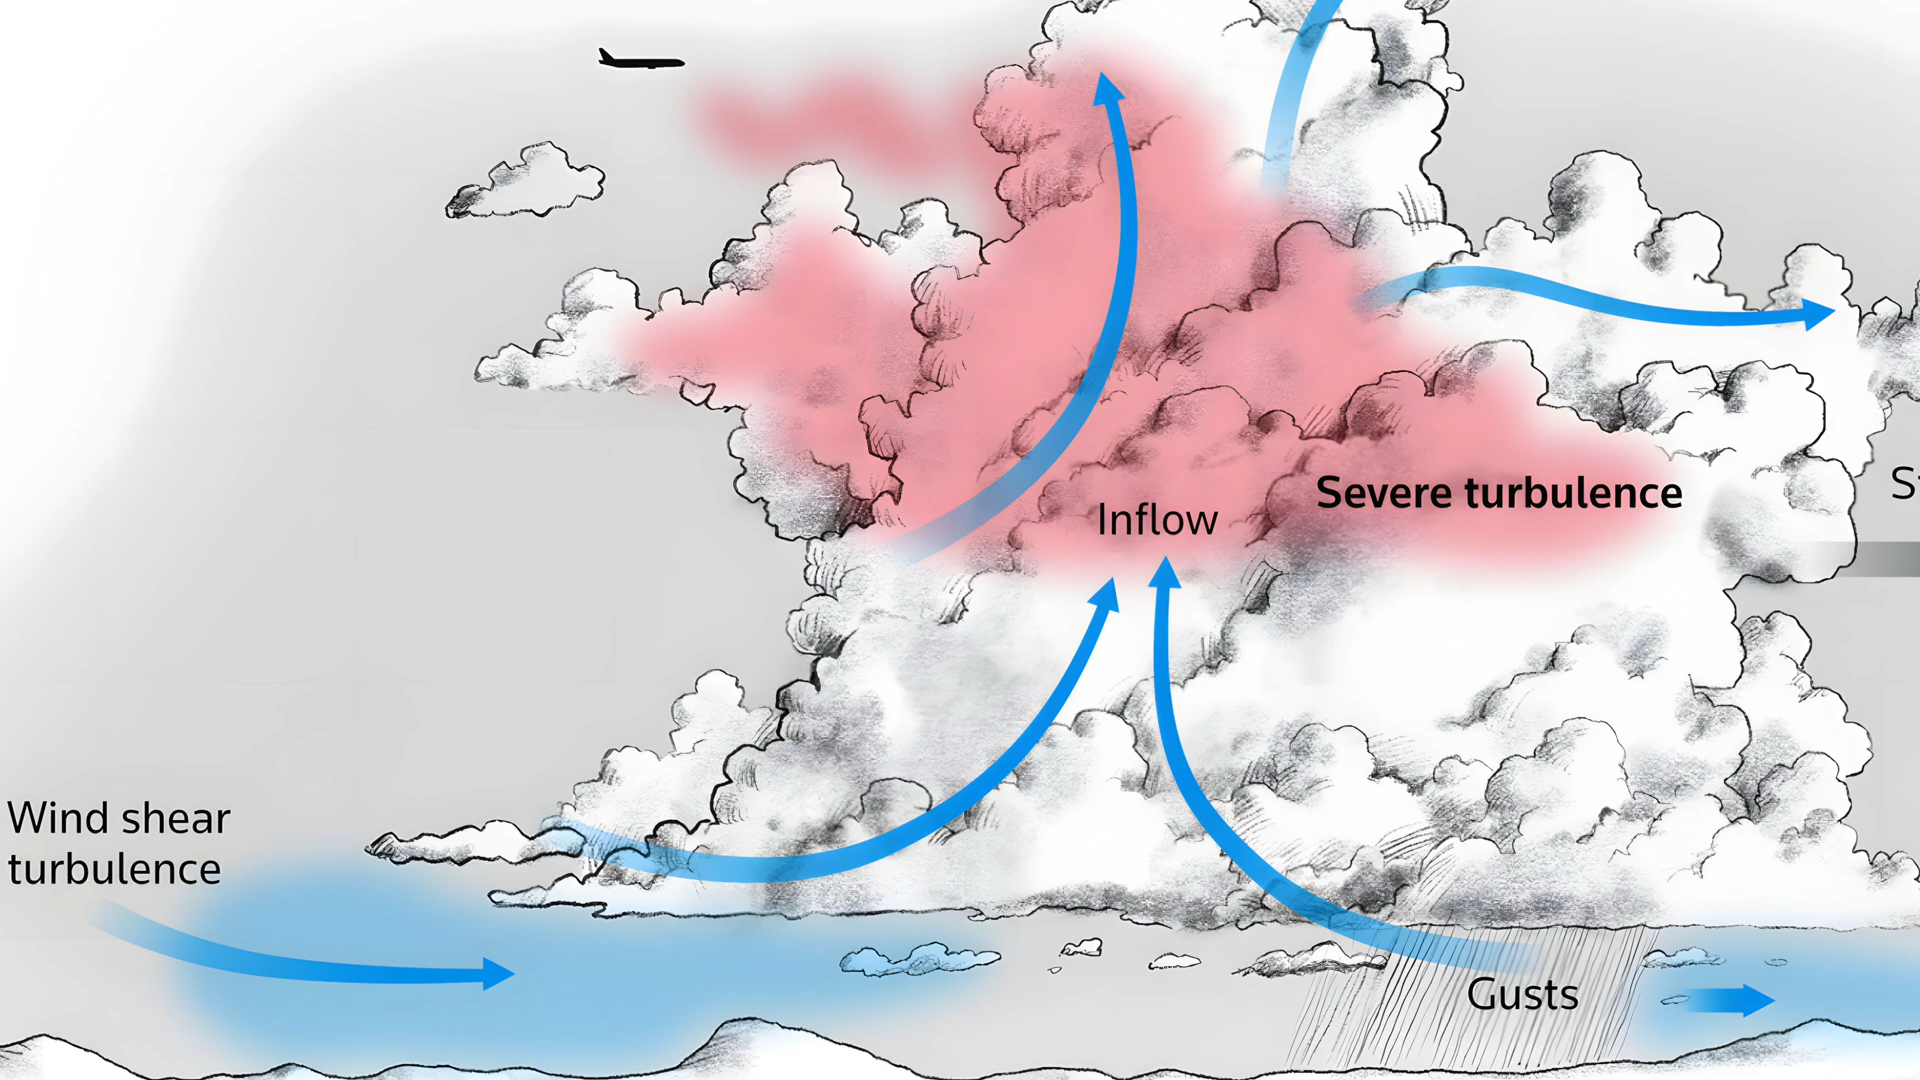 Severe turbulence
Inflow
Wind shear
turbulence
Gusts